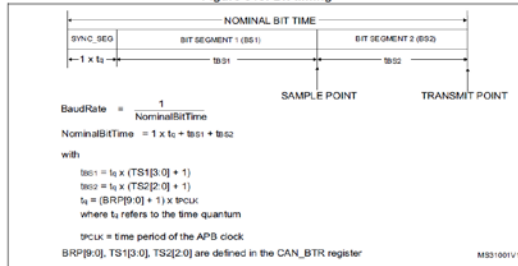 NOMINAL BIT TIME
SYNC_SEG BIT SEGMENT 1 (BS1) BIT SEGMENT 2 (BS2)
1 x tq tBS1 tBS2
SAMPLE POINT TRANSMIT POINT
BaudRate = 1 / NominalBitTime
NominalBitTime = 1 x tq + tBS1 + tBS2
with
tBS1 = tq x (TS1[3:0] + 1)
tBS2 = tq x (TS2[2:0] + 1)
tq = (BRP[9:0] + 1) x tPCLK
where tq refers to the time quantum
tPCLK = time period of the APB clock
BRP[9:0], TS1[3:0], TS2[2:0] are defined in the CAN_BTR register